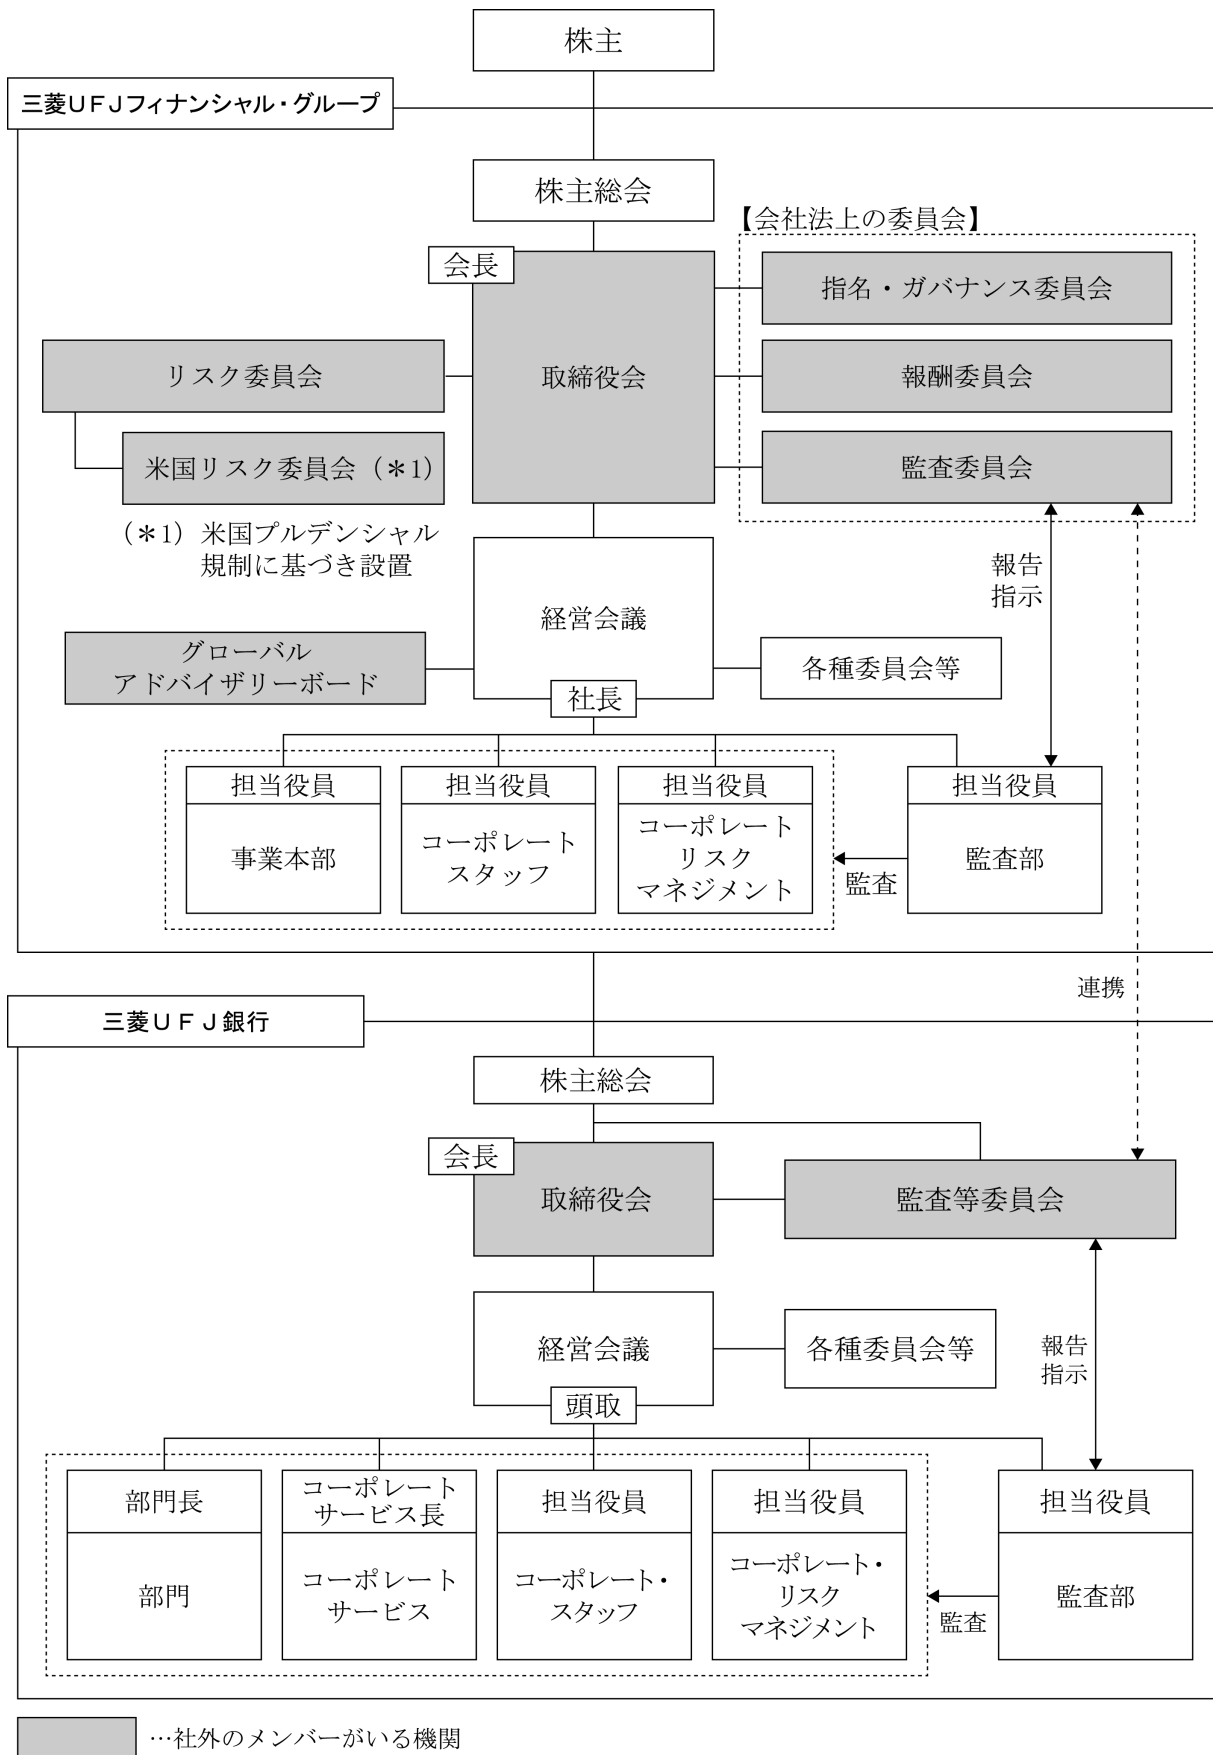 株主
三菱ＵＦＪフィナンシャル・グループ
株主総会
【会社法上の委員会】
会長
取締役会
指名・ガバナンス委員会
報酬委員会
監査委員会
リスク委員会
米国リスク委員会（＊1）
（＊1）米国プルデンシャル
規制に基づき設置
報告
指示
経営会議
社長
グローバル
アドバイザリーボード
各種委員会等
担当役員
事業本部
担当役員
コーポレート
スタッフ
担当役員
コーポレート
リスク
マネジメント
監査
担当役員
監査部
連携
三菱ＵＦＪ銀行
株主総会
会長
取締役会
監査等委員会
経営会議
頭取
各種委員会等
報告
指示
部門長
部門
コーポレート
サービス長
コーポレート
サービス
担当役員
コーポレート・
スタッフ
担当役員
コーポレート・
リスク
マネジメント
監査
担当役員
監査部
…社外のメンバーがいる機関